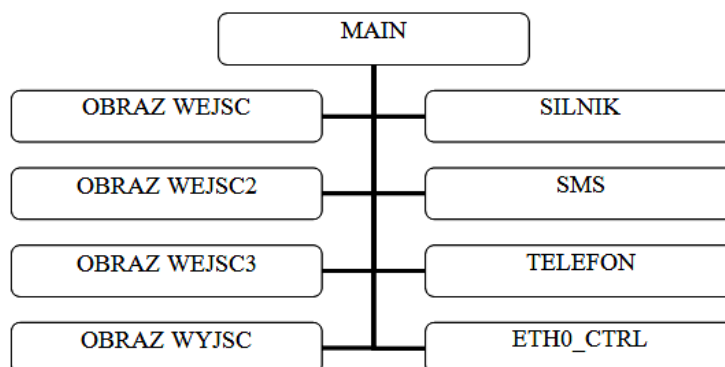 MAIN
OBRAZ WEJSC
SILNIK
OBRAZ WEJSC2
SMS
OBRAZ WEJSC3
TELEFON
OBRAZ WYJSC
ETH0_CTRL